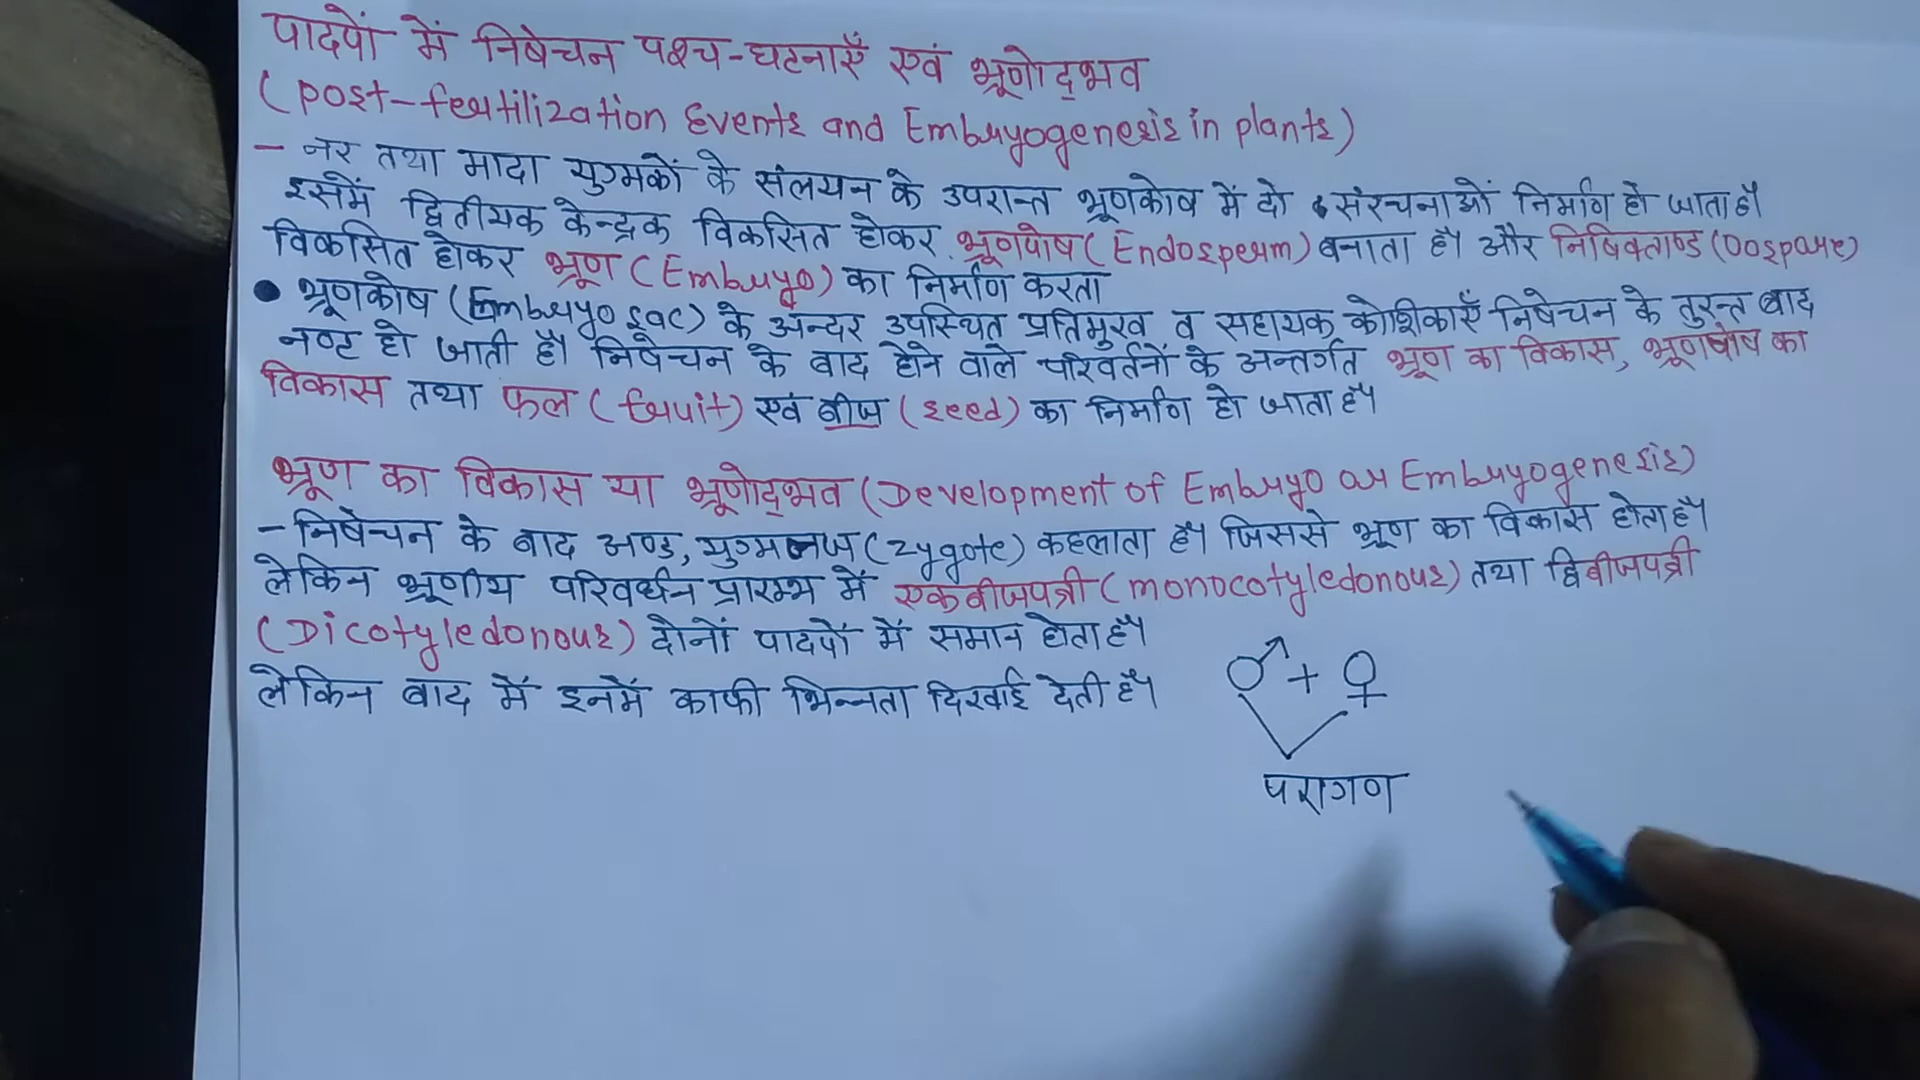 पादपों में निषेचन पश्च-घटनाएँ एवं भ्रूणोद्भव
(post-fertilization Events and Embryogenesis in plants)
- नर तथा मादा युग्मकों के संलयन के उपरान्त भ्रूणकोष में दो संरचनाओं निर्माण हो जाता है।
इसमें द्वितीयक केन्द्रक विकसित होकर भ्रूणपोष (Endosperm) बनाता है। और निषिक्ताण्ड (Oospore)
विकसित होकर भ्रूण (Embryo) का निर्माण करता
• भ्रूणकोष (Embryo sac) के अन्दर उपस्थित प्रतिमुख व सहायक कोशिकाएँ निषेचन के तुरन्त बाद
नष्ट हो जाती है। निषेचन के बाद होने वाले परिवर्तनों के अन्तर्गत भ्रूण का विकास, भ्रूणपोष का
विकास तथा फल (fruit) एवं बीज (seed) का निर्माण हो जाता है।
भ्रूण का विकास या भ्रूणोद्भव (Development of Embryo or Embryogenesis)
- निषेचन के बाद अण्ड, युग्मनज (zygote) कहलाता है। जिससे भ्रूण का विकास होता है।
लेकिन भ्रूणीय परिवर्धन प्रारम्भ में एकबीजपत्री (monocotyledonous) तथा द्विबीजपत्री
(Dicotyledonous) दोनों पादपों में समान होता है।
लेकिन बाद में इनमें काफी भिन्नता दिखाई देती है।
♂ + ♀
परागण